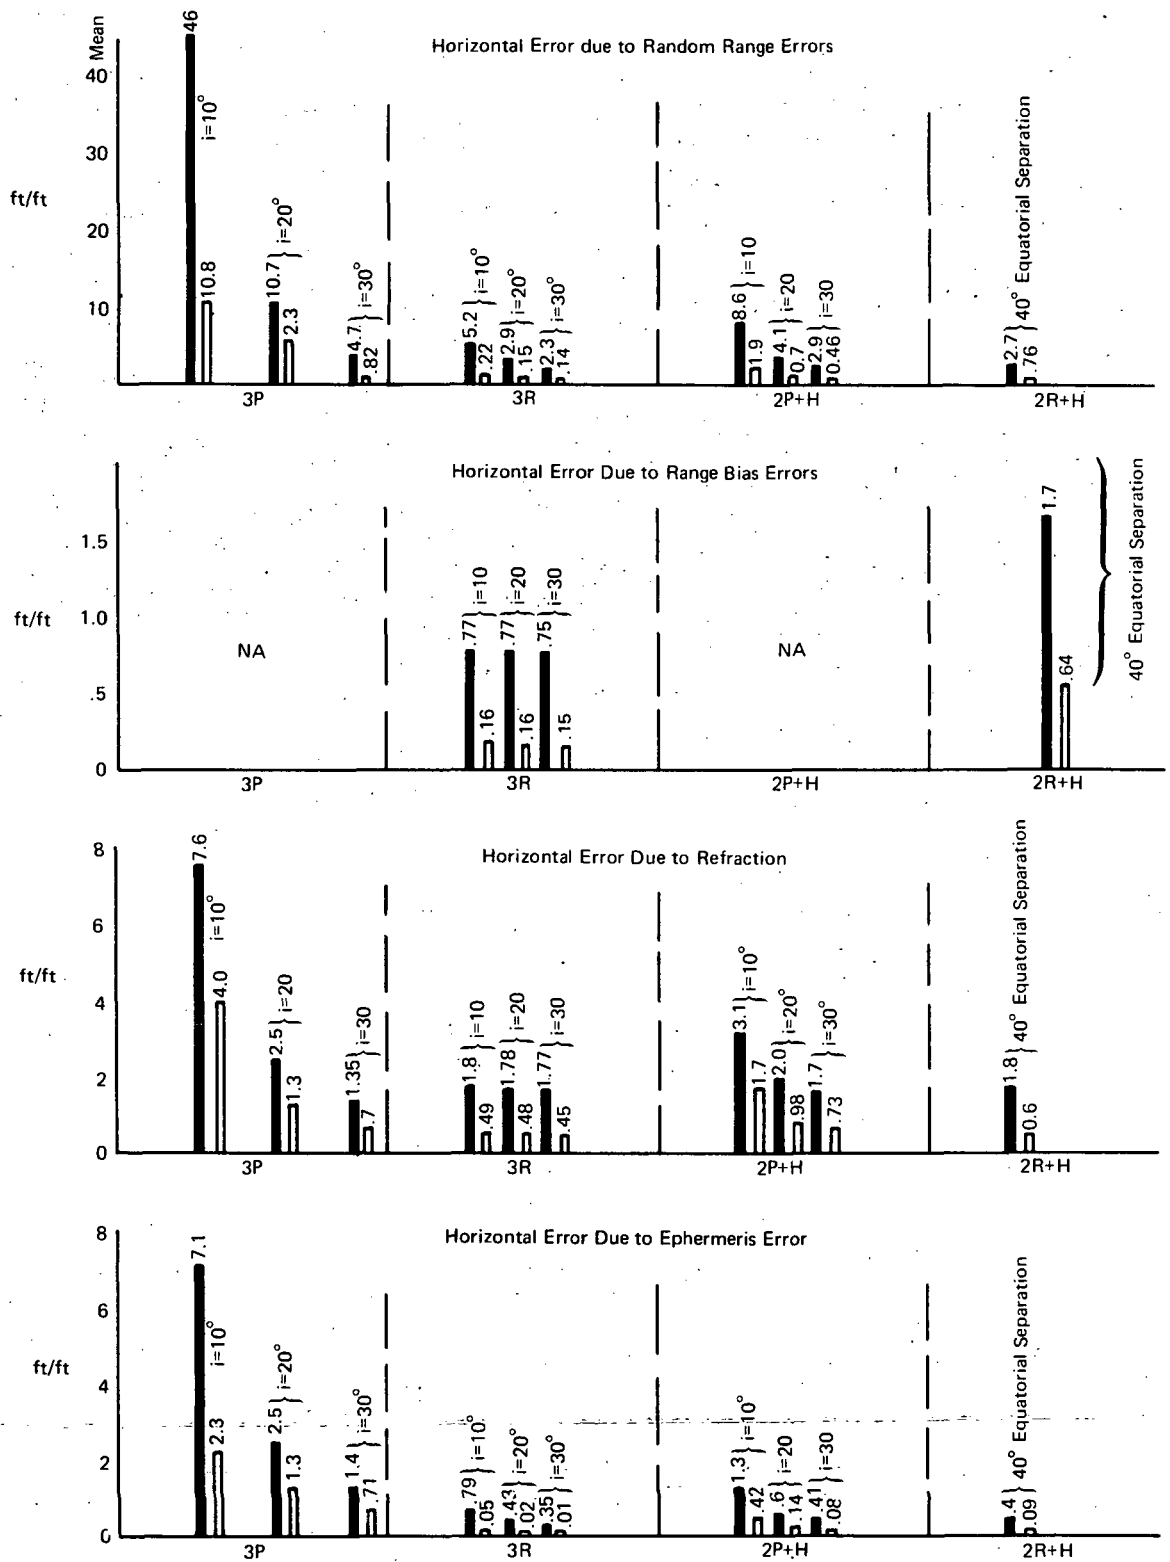 Horizontal Error due to Random Range Errors
Mean
ft/ft
40
30
20
10
46
i=10°
10.8
10.7
i=20°
2.3
4.7
i=30°
.82
5.2
i=10°
.22
2.9
i=20°
.15
2.3
i=30°
.14
8.6
i=10
1.9
4.1
i=20
0.7
2.9
i=30
0.46
2.7
.76
40° Equatorial Separation
3P
3R
2P+H
2R+H
Horizontal Error Due to Range Bias Errors
ft/ft
1.5
1.0
.5
0
NA
.77
i=10
.16
.77
i=20
.16
.75
i=30
.15
NA
1.7
.64
40° Equatorial Separation
3P
3R
2P+H
2R+H
Horizontal Error Due to Refraction
ft/ft
8
6
4
2
0
7.6
i=10°
4.0
2.5
i=20
1.3
1.35
i=30
.7
1.8
i=10
.49
1.78
i=20
.48
1.77
i=30
.45
3.1
i=10°
1.7
2.0
i=20°
.98
1.7
i=30°
.73
1.8
0.6
40° Equatorial Separation
3P
3R
2P+H
2R+H
Horizontal Error Due to Ephermeris Error
ft/ft
8
6
4
2
0
7.1
i=10°
2.3
2.5
i=20°
1.3
1.4
i=30°
.71
.79
i=10°
.05
.43
i=20°
.02
.35
i=30°
.01
1.3
i=10°
.42
.6
i=20
.14
.41
i=30
.08
.4
.09
40° Equatorial Separation
3P
3R
2P+H
2R+H